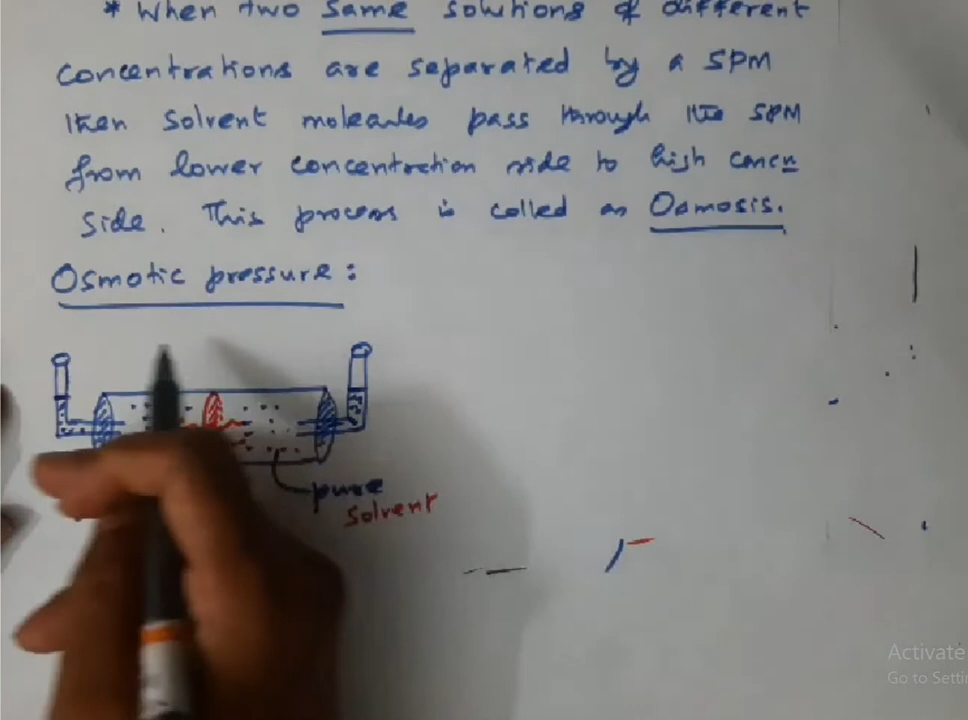 * When two same solutions of different
concentrations are separated by a SPM
then solvent molecules pass through the SPM
from lower concentration side to high concn
side. This process is called as Osmosis.
Osmotic pressure :
pure
solvent
Activate
Go to Setti